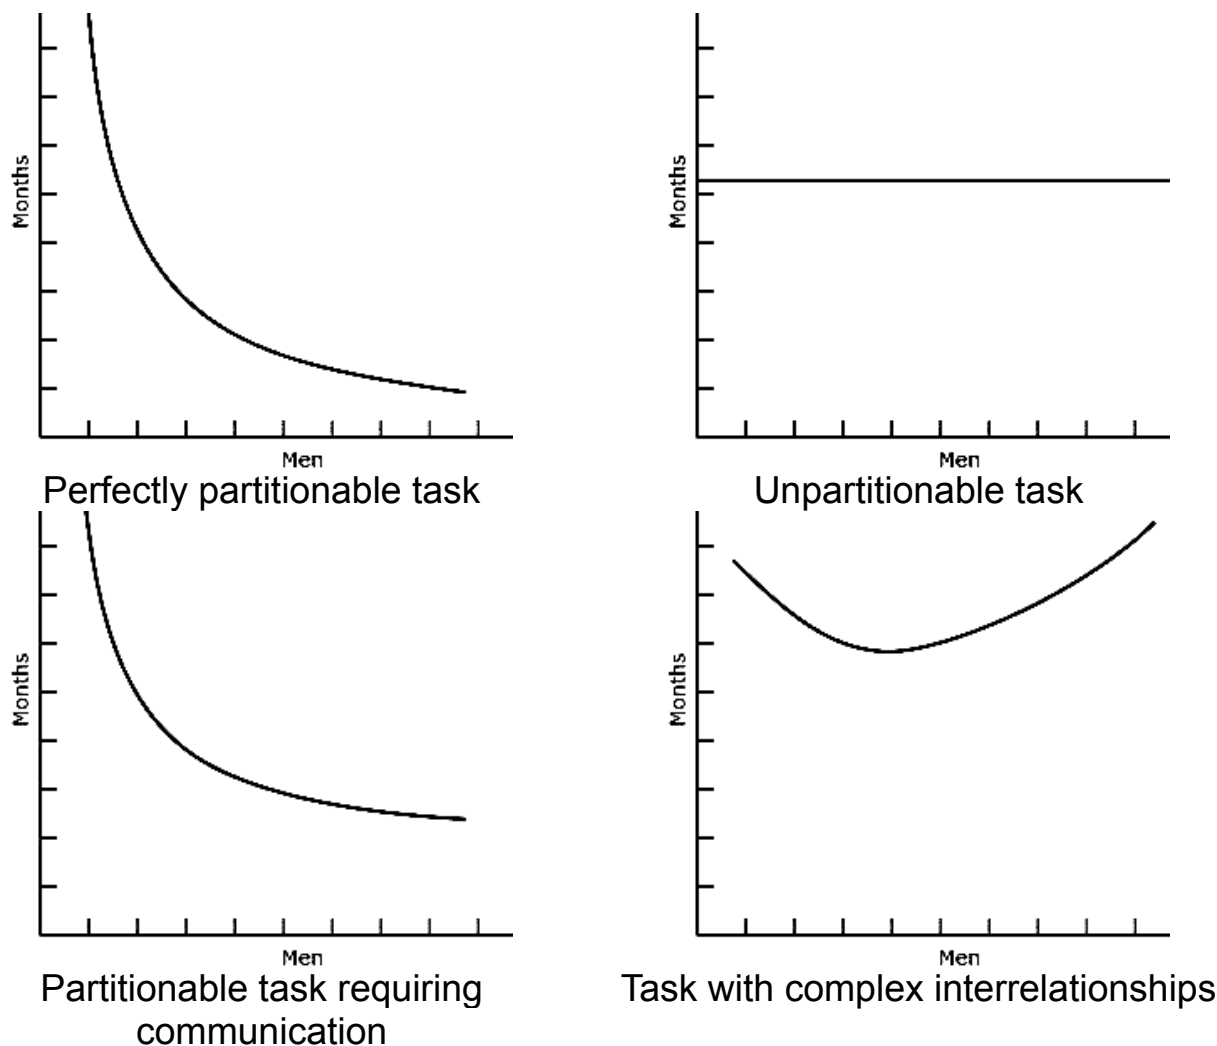 Months
Men
Perfectly partitionable task
Months
Men
Unpartitionable task
Months
Men
Partitionable task requiring
communication
Months
Men
Task with complex interrelationships